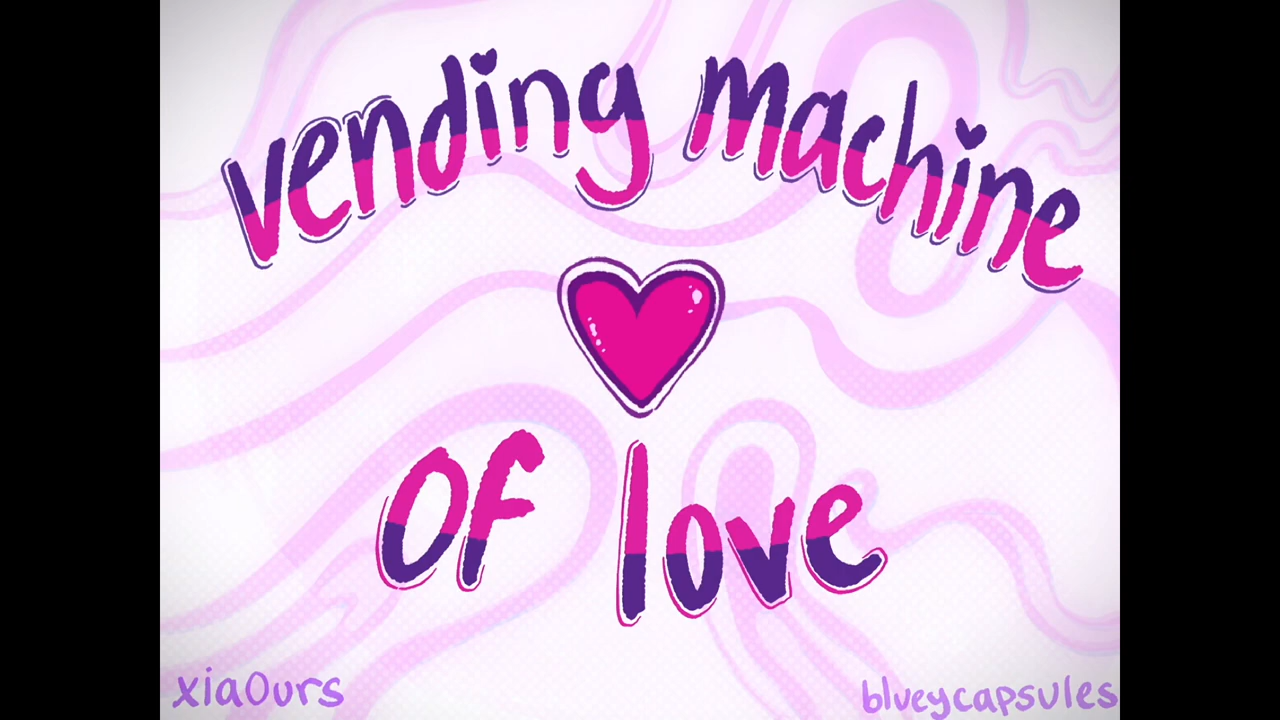 vending machine
of love
xia0urs
blueycapsules